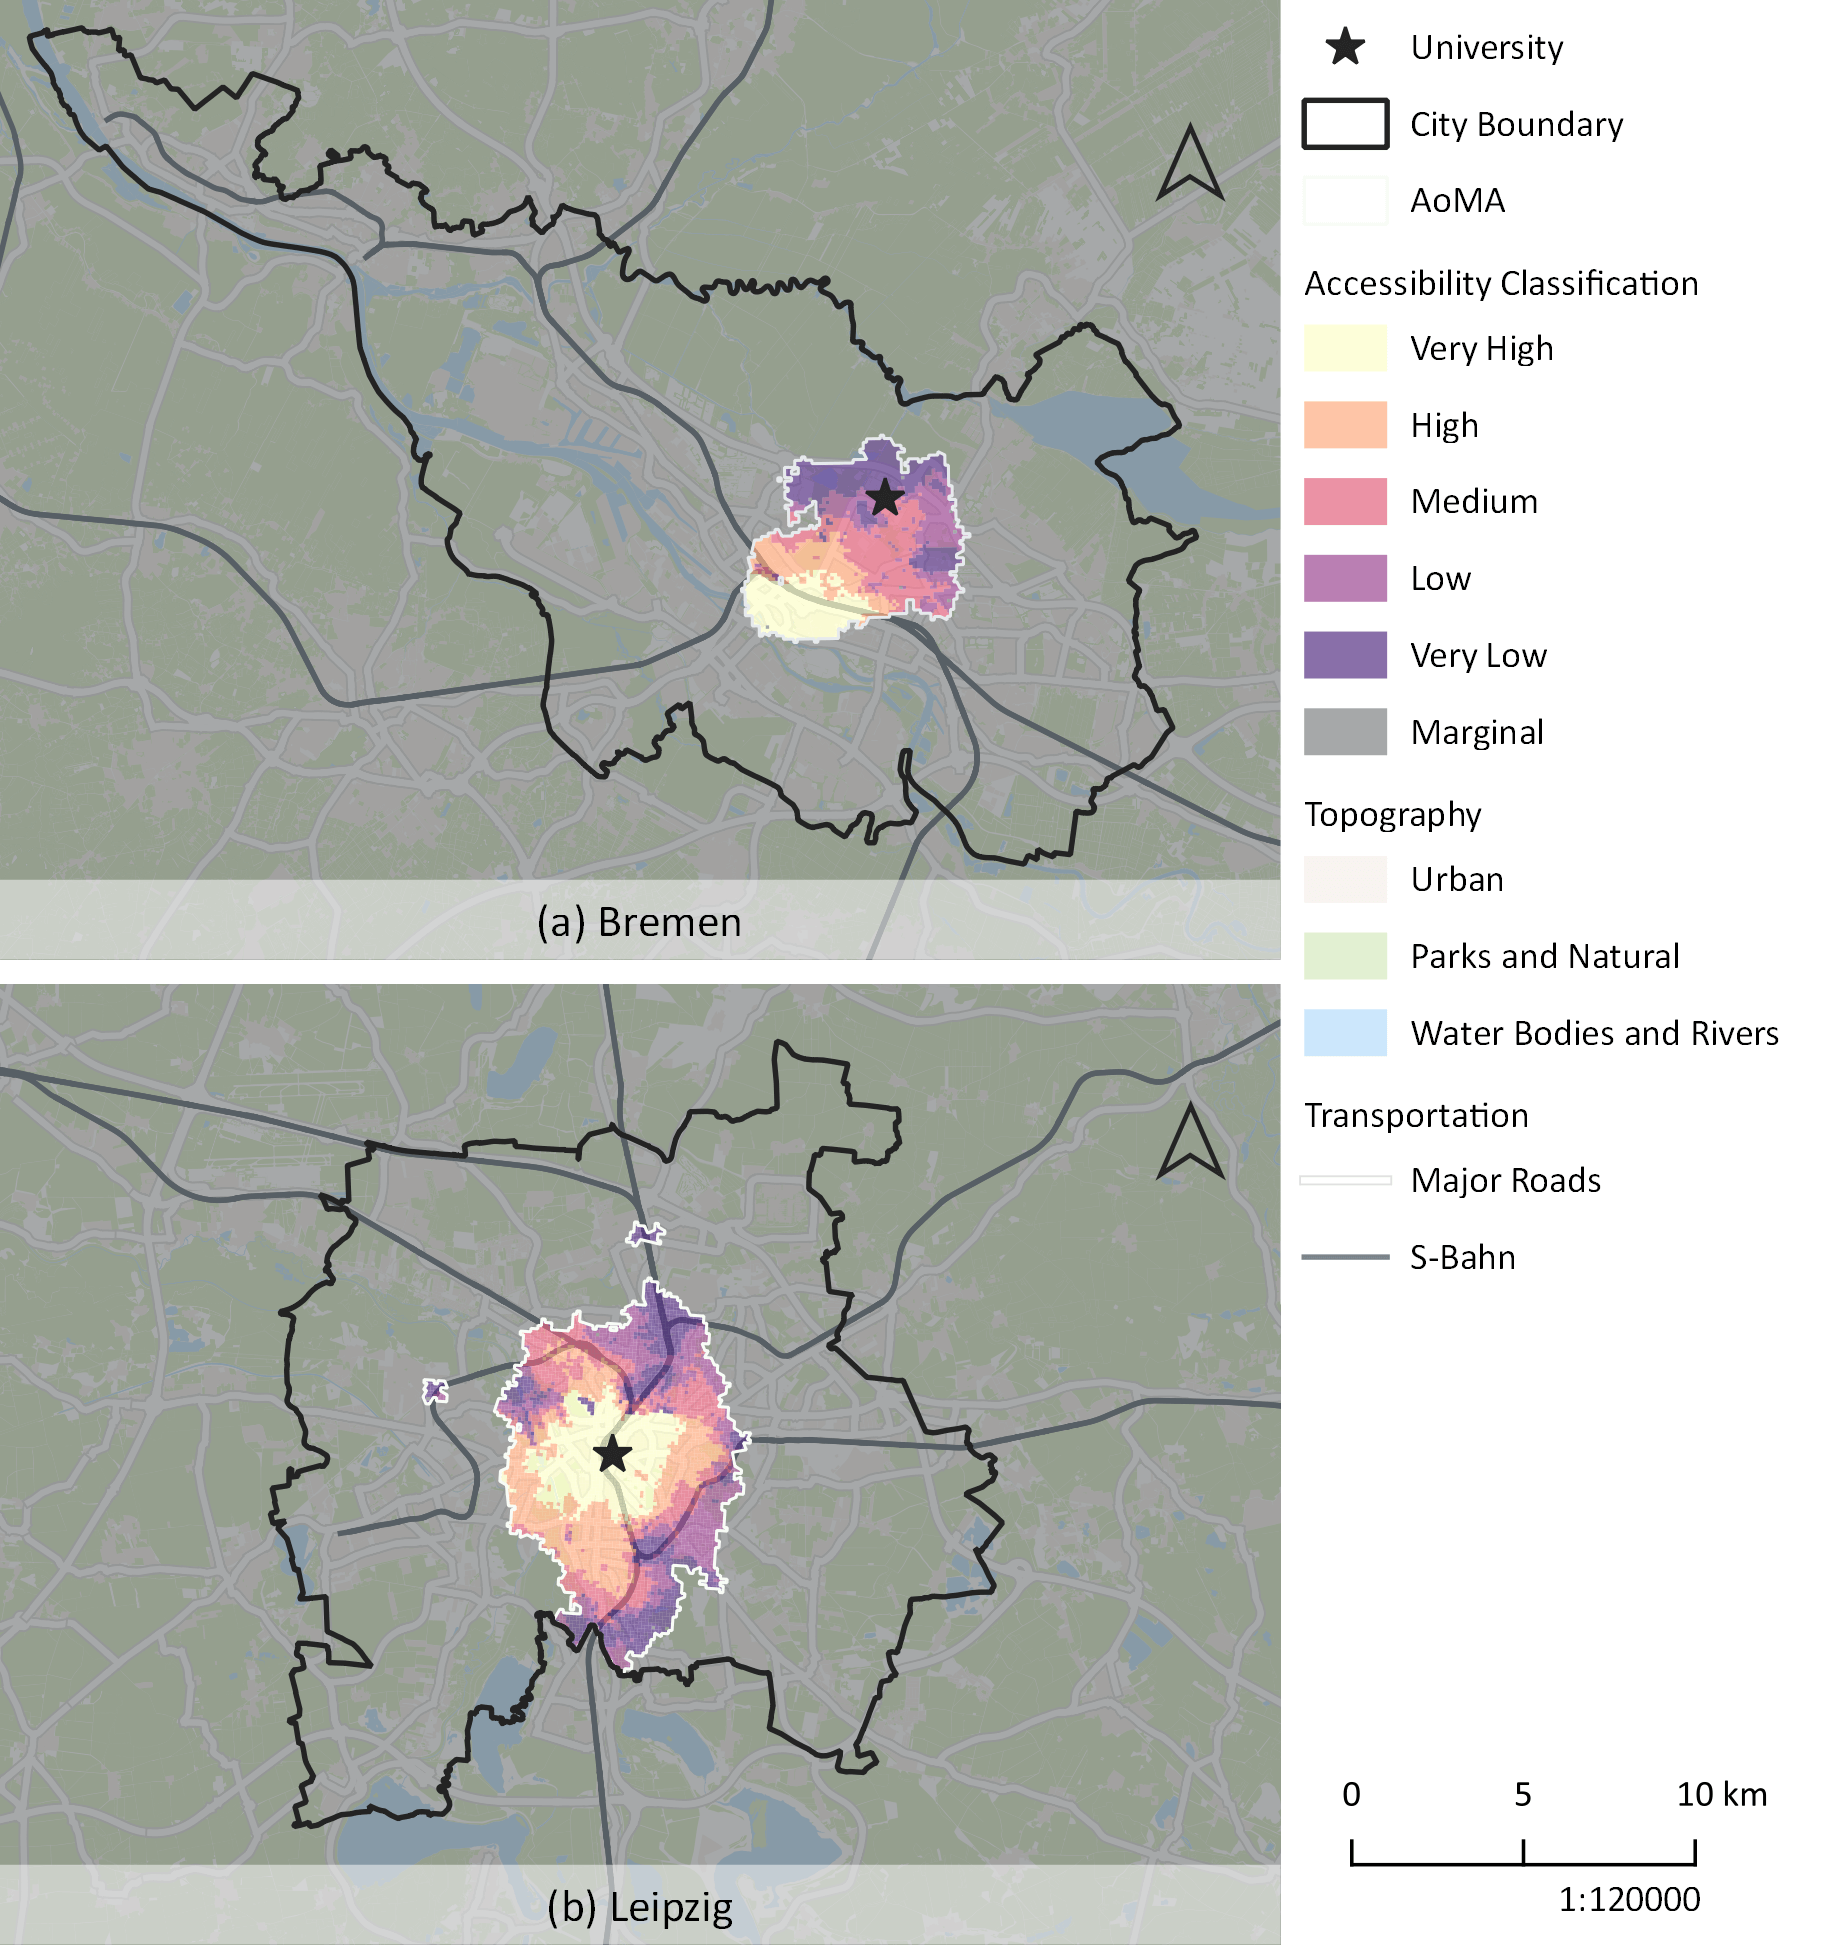 University
City Boundary
AoMA
Accessibility Classification
Very High
High
Medium
Low
Very Low
Marginal
Topography
Urban
Parks and Natural
Water Bodies and Rivers
Transportation
Major Roads
S-Bahn
0 5 10 km
1:120000
(a) Bremen
(b) Leipzig